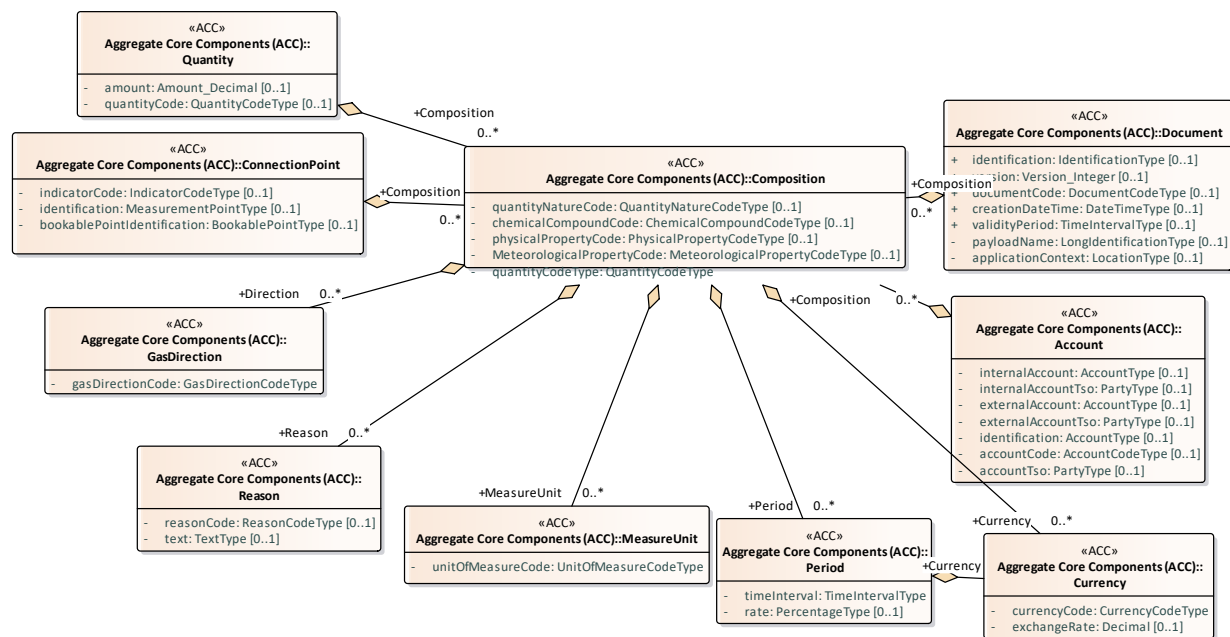 «ACC»
Aggregate Core Components (ACC)::
Quantity
- amount: Amount_Decimal [0..1]
- quantityCode: QuantityCodeType [0..1]
+Composition
0..*
«ACC»
Aggregate Core Components (ACC)::ConnectionPoint
- indicatorCode: IndicatorCodeType [0..1]
- identification: MeasurementPointType [0..1]
- bookablePointIdentification: BookablePointType [0..1]
+Composition
0..*
«ACC»
Aggregate Core Components (ACC)::Composition
- quantityNatureCode: QuantityNatureCodeType [0..1]
- chemicalCompoundCode: ChemicalCompoundCodeType [0..1]
- physicalPropertyCode: PhysicalPropertyCodeType [0..1]
- MeteorologicalPropertyCode: MeteorologicalPropertyCodeType [0..1]
- quantityCodeType: QuantityCodeType
+Composition
0..*
«ACC»
Aggregate Core Components (ACC)::Document
+ identification: IdentificationType [0..1]
Version_Integer [0..1]
+ documentCode: DocumentCodeType [0..1]
+ creationDateTime: DateTimeType [0..1]
+ validityPeriod: TimeIntervalType [0..1]
- payloadName: LongIdentificationType [0..1]
- applicationContext: LocationType [0..1]
+Direction 0..*
«ACC»
Aggregate Core Components (ACC)::
GasDirection
- gasDirectionCode: GasDirectionCodeType
+Composition 0..*
«ACC»
Aggregate Core Components (ACC)::
Account
- internalAccount: AccountType [0..1]
- internalAccountTso: PartyType [0..1]
- externalAccount: AccountType [0..1]
- externalAccountTso: PartyType [0..1]
- identification: AccountType [0..1]
- accountCode: AccountCodeType [0..1]
- accountTso: PartyType [0..1]
+Reason 0..*
«ACC»
Aggregate Core Components (ACC)::
Reason
- reasonCode: ReasonCodeType [0..1]
- text: TextType [0..1]
+MeasureUnit 0..*
«ACC»
Aggregate Core Components (ACC)::MeasureUnit
- unitOfMeasureCode: UnitOfMeasureCodeType
+Period 0..*
«ACC»
Aggregate Core Components (ACC)::
Period
- timeInterval: TimeIntervalType
- rate: PercentageType [0..1]
+Currency
+Currency 0..*
«ACC»
Aggregate Core Components (ACC)::
Currency
- currencyCode: CurrencyCodeType
- exchangeRate: Decimal [0..1]